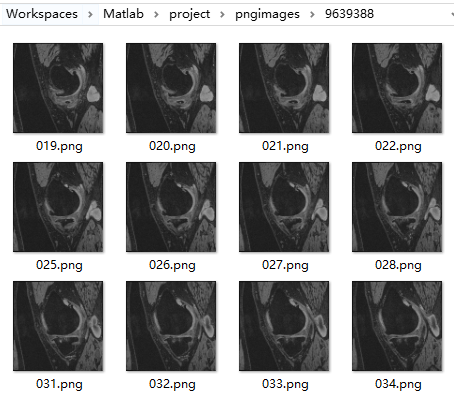 Workspaces > Matlab > project > pngimages > 9639388
019.png 020.png 021.png 022.png
025.png 026.png 027.png 028.png
031.png 032.png 033.png 034.png